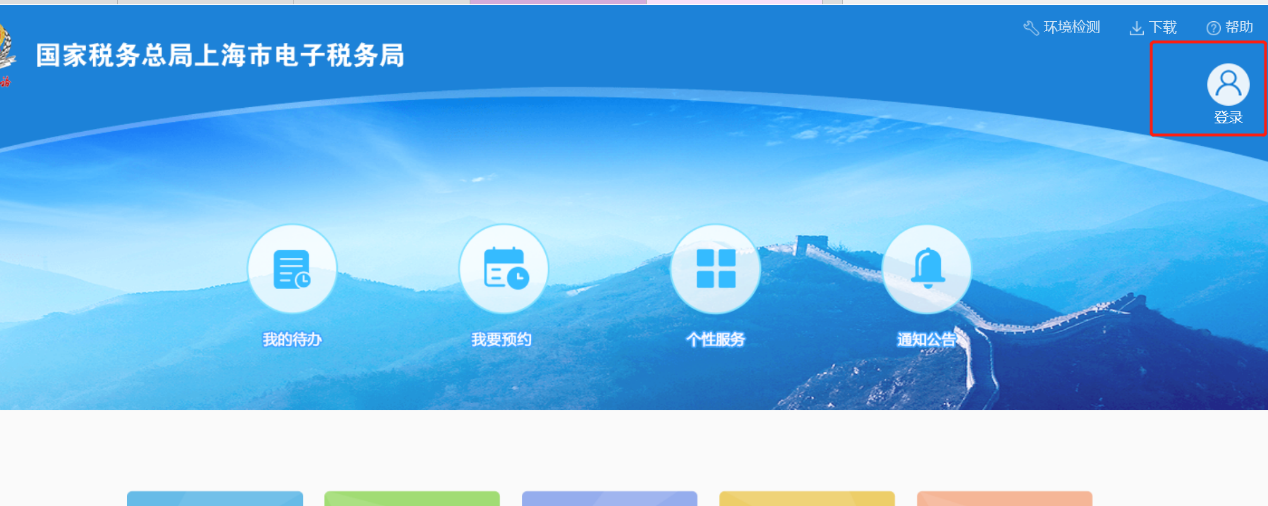 环境检测 下载 帮助
国家税务总局上海市电子税务局
登录
我的待办 我要预约 个性服务 通知公告